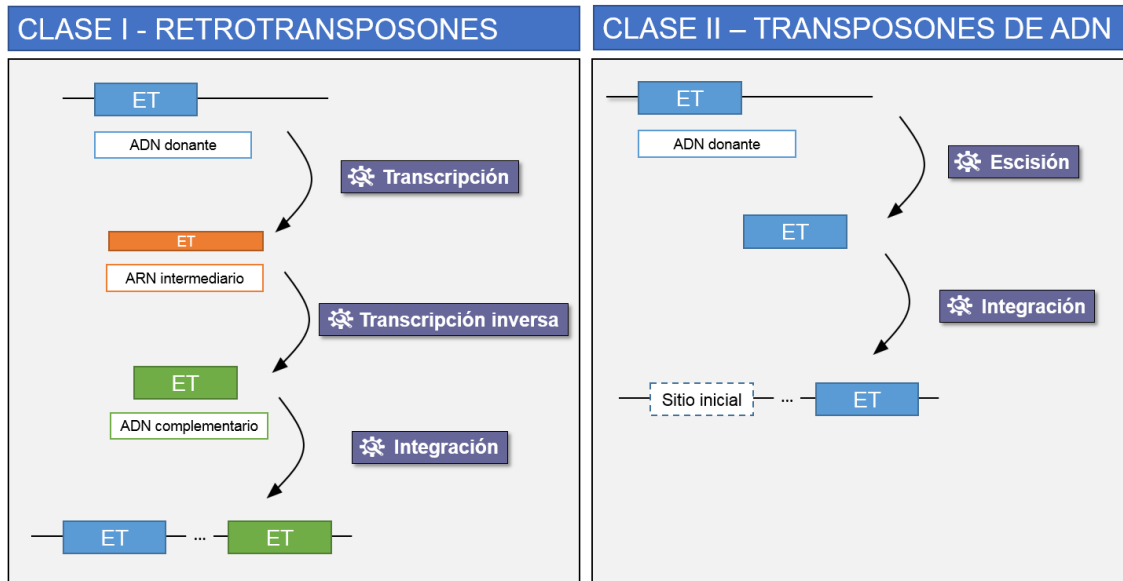 CLASE I - RETROTRANSPOSONES
ET
ADN donante
Transcripción
ET
ARN intermediario
Transcripción inversa
ET
ADN complementario
Integración
ET ... ET
CLASE II – TRANSPOSONES DE ADN
ET
ADN donante
Escisión
ET
Integración
Sitio inicial ... ET